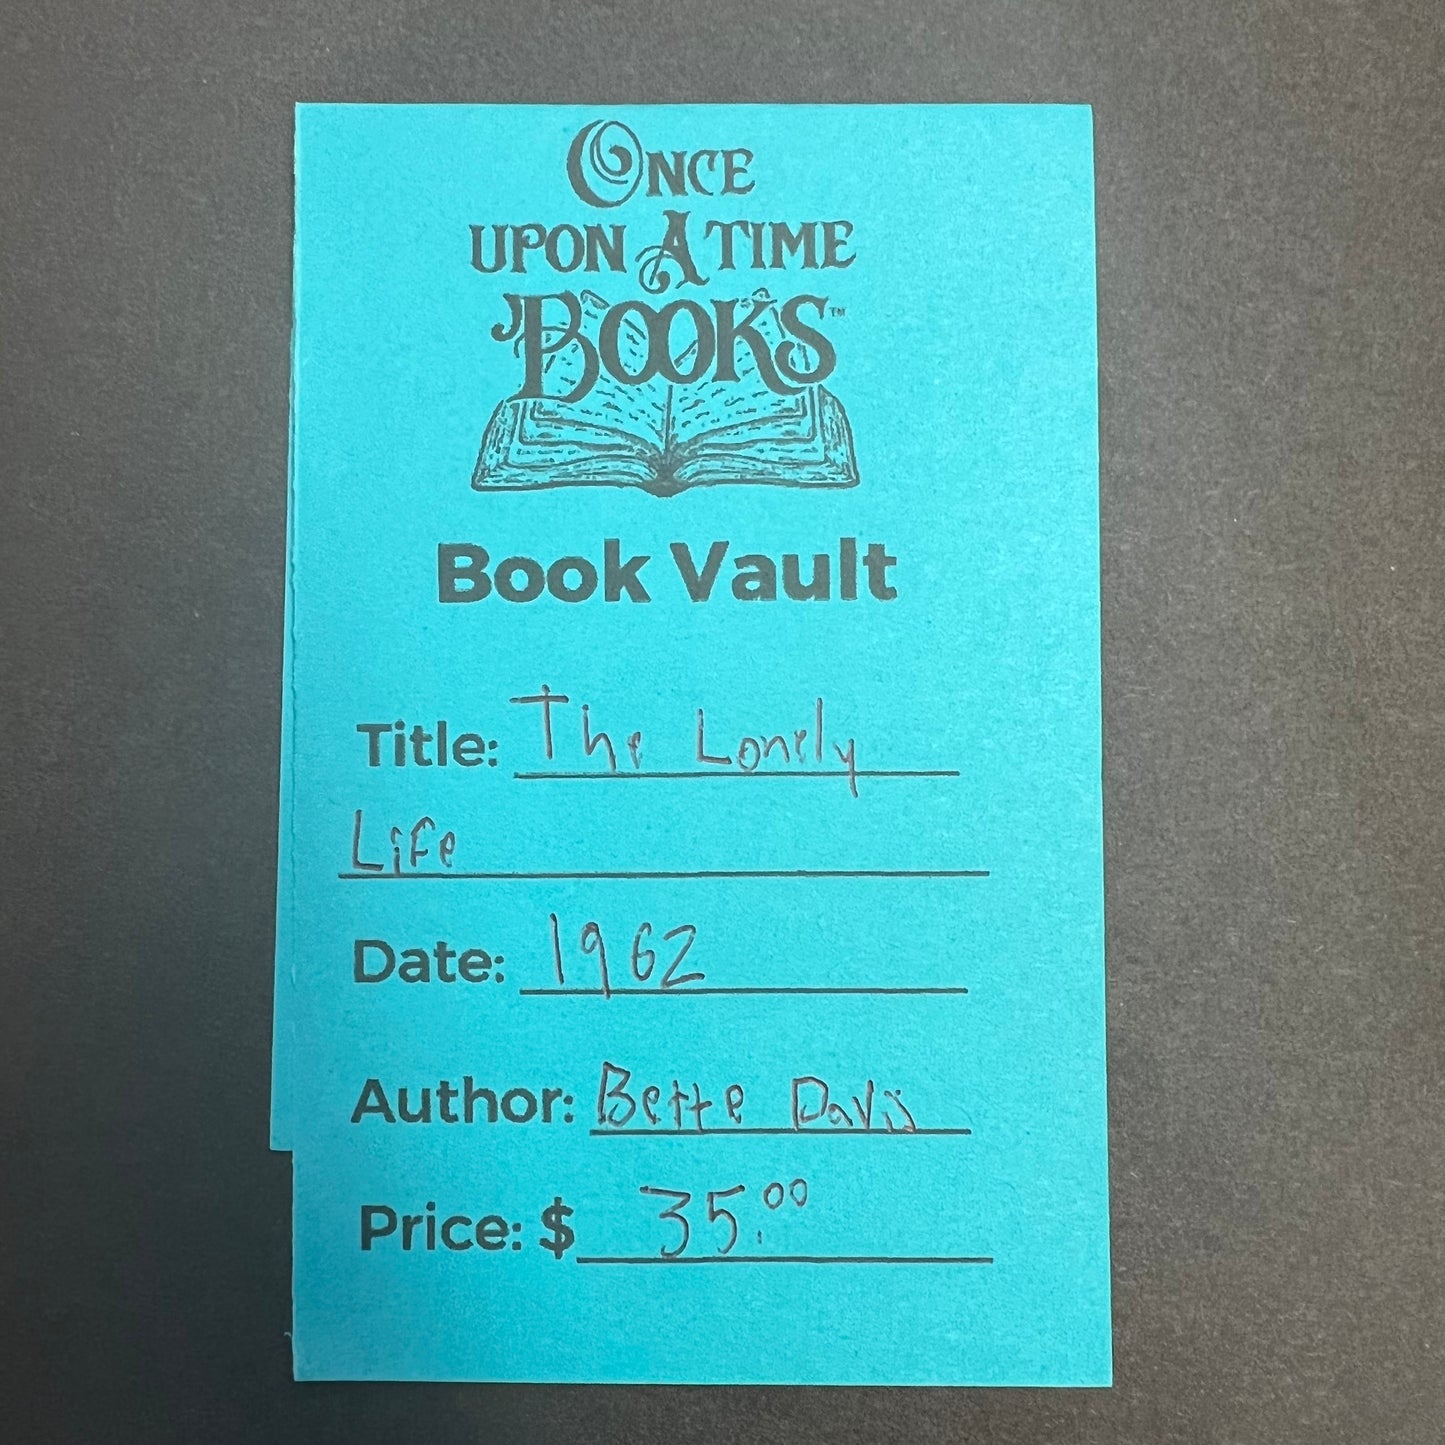 ONCE
UPON A TIME
BOOKS™
Book Vault
Title: The Lonely
Life
Date: 1962
Author: Bette Davis
Price: $ 35.00